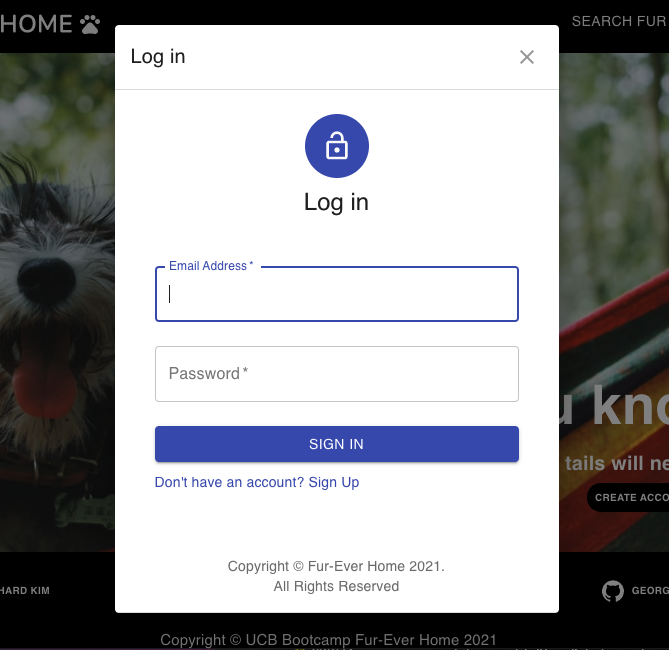 HOME
SEARCH FUR
Log in
Log in
Email Address *
Password *
SIGN IN
Don't have an account? Sign Up
u kno
tails will ne
CREATE ACCO
Copyright © Fur-Ever Home 2021.
All Rights Reserved
HARD KIM
GEORG
Copyright © UCB Bootcamp Fur-Ever Home 2021